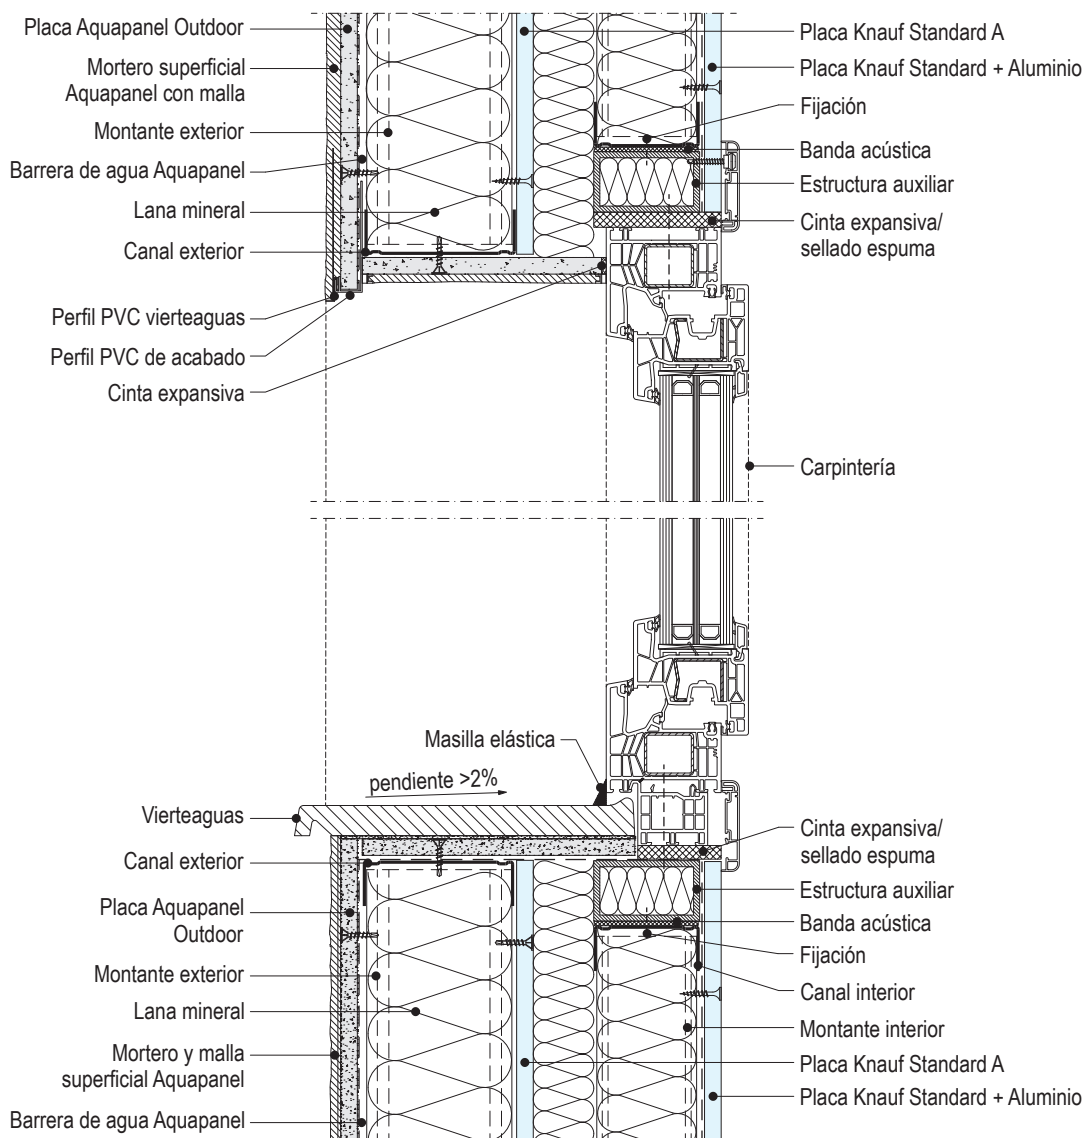 Placa Aquapanel Outdoor
Mortero superficial
Aquapanel con malla
Montante exterior
Barrera de agua Aquapanel
Lana mineral
Canal exterior
Perfil PVC vierteaguas
Perfil PVC de acabado
Cinta expansiva
Placa Knauf Standard A
Placa Knauf Standard + Aluminio
Fijación
Banda acústica
Estructura auxiliar
Cinta expansiva/
sellado espuma
Carpintería
Masilla elástica
pendiente >2%
Vierteaguas
Canal exterior
Placa Aquapanel
Outdoor
Montante exterior
Lana mineral
Mortero y malla
superficial Aquapanel
Barrera de agua Aquapanel
Cinta expansiva/
sellado espuma
Estructura auxiliar
Banda acústica
Fijación
Canal interior
Montante interior
Placa Knauf Standard A
Placa Knauf Standard + Aluminio